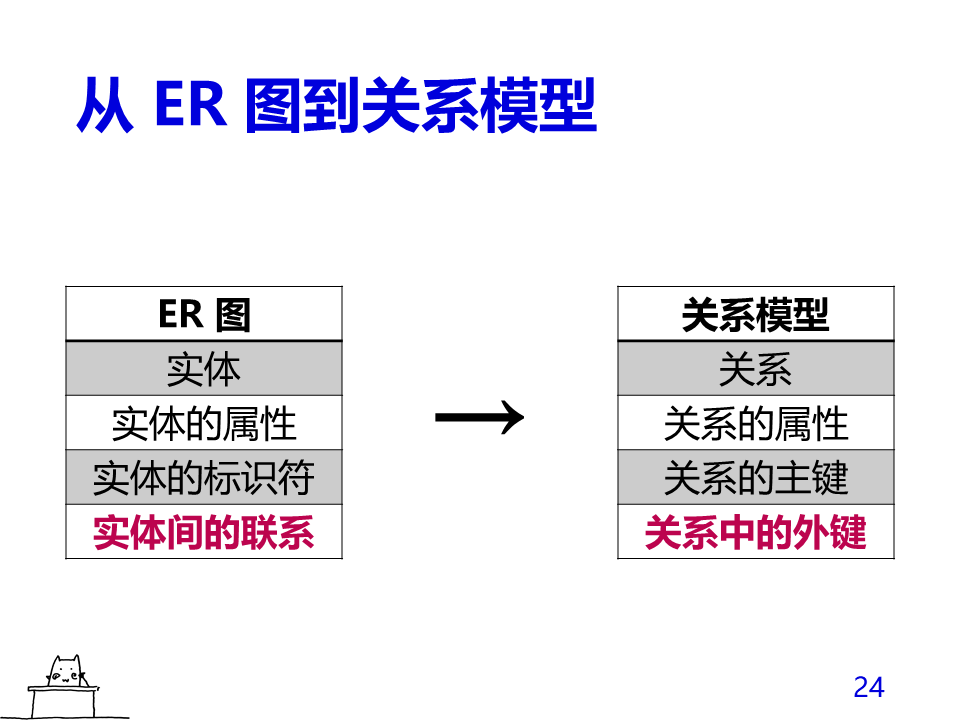 从 ER 图到关系模型
ER 图
实体
实体的属性
实体的标识符
实体间的联系
→
关系模型
关系
关系的属性
关系的主键
关系中的外键
24